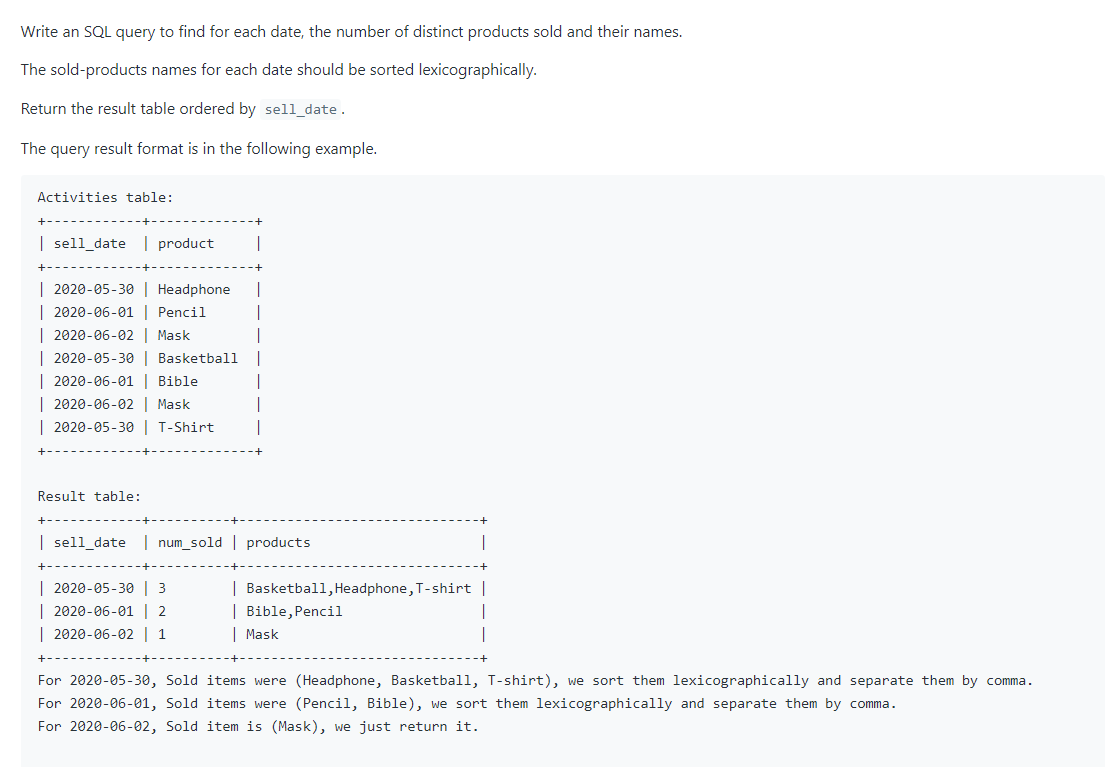 Write an SQL query to find for each date, the number of distinct products sold and their names.
The sold-products names for each date should be sorted lexicographically.
Return the result table ordered by sell_date .
The query result format is in the following example.
Activities table:
+------------+-------------+
| sell_date  | product     |
+------------+-------------+
| 2020-05-30 | Headphone   |
| 2020-06-01 | Pencil      |
| 2020-06-02 | Mask        |
| 2020-05-30 | Basketball  |
| 2020-06-01 | Bible       |
| 2020-06-02 | Mask        |
| 2020-05-30 | T-Shirt     |
+------------+-------------+
Result table:
+------------+----------+------------------------------+
| sell_date  | num_sold | products                     |
+------------+----------+------------------------------+
| 2020-05-30 | 3        | Basketball,Headphone,T-shirt |
| 2020-06-01 | 2        | Bible,Pencil                 |
| 2020-06-02 | 1        | Mask                         |
+------------+----------+------------------------------+
For 2020-05-30, Sold items were (Headphone, Basketball, T-shirt), we sort them lexicographically and separate them by comma.
For 2020-06-01, Sold items were (Pencil, Bible), we sort them lexicographically and separate them by comma.
For 2020-06-02, Sold item is (Mask), we just return it.